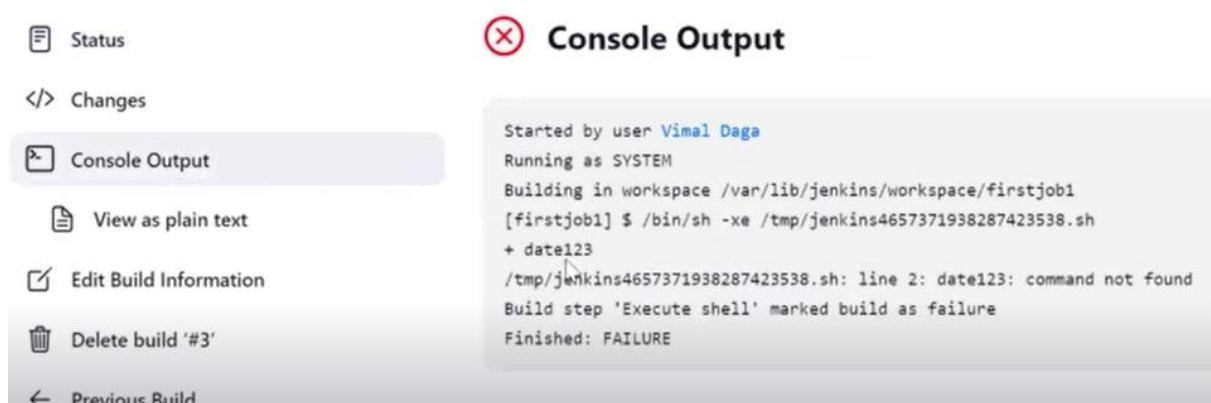 Status
Changes
Console Output
View as plain text
Edit Build Information
Delete build '#3'
Previous Build
Console Output
Started by user Vimal Daga
Running as SYSTEM
Building in workspace /var/lib/jenkins/workspace/firstjob1
[firstjob1] $ /bin/sh -xe /tmp/jenkins4657371938287423538.sh
+ date123
/tmp/jenkins4657371938287423538.sh: line 2: date123: command not found
Build step 'Execute shell' marked build as failure
Finished: FAILURE